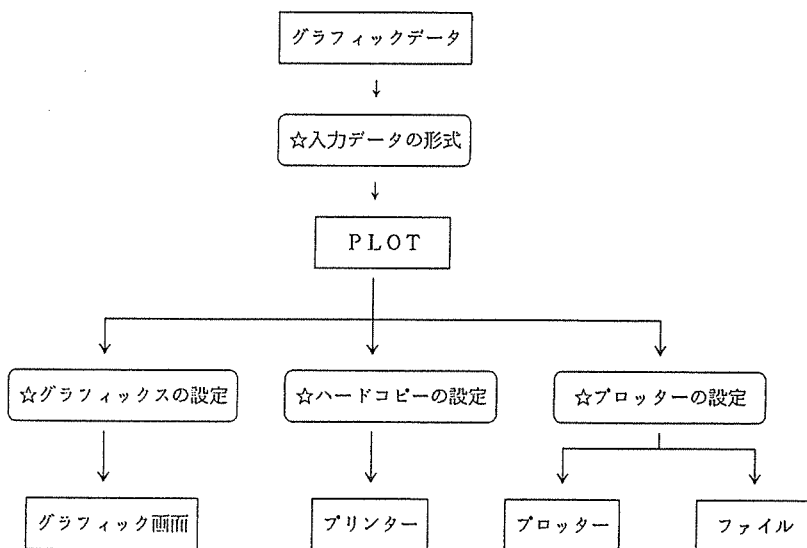 グラフィックデータ
☆入力データの形式
PLOT
☆グラフィックスの設定
☆ハードコピーの設定
☆プロッターの設定
グラフィック画面
プリンター
プロッター
ファイル